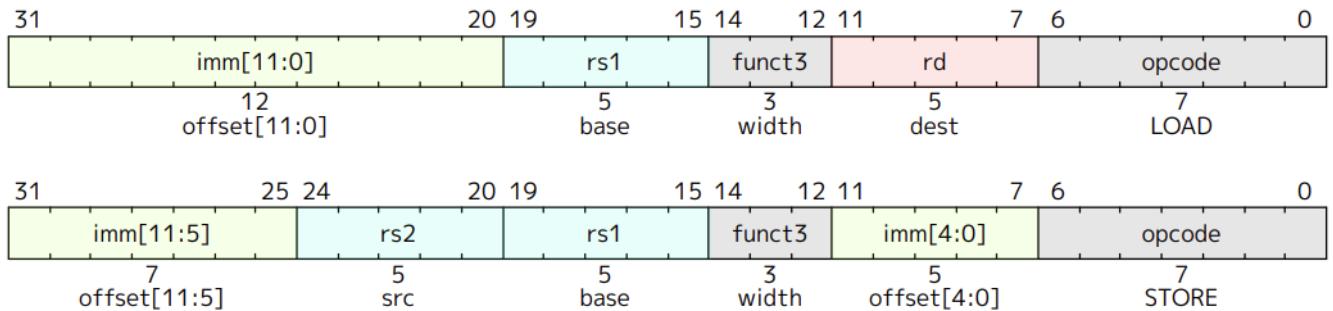 31 20 19 15 14 12 11 7 6 0
imm[11:0] rs1 funct3 rd opcode
12 5 3 5 7
offset[11:0] base width dest LOAD
31 25 24 20 19 15 14 12 11 7 6 0
imm[11:5] rs2 rs1 funct3 imm[4:0] opcode
7 5 5 3 5 7
offset[11:5] src base width offset[4:0] STORE